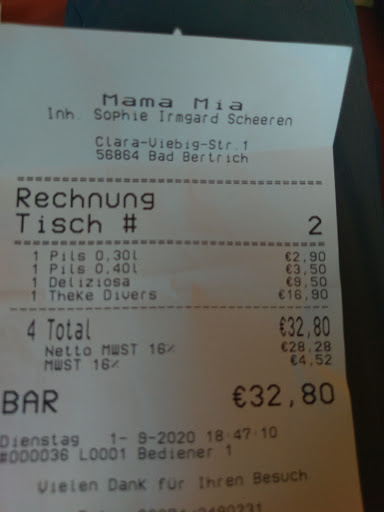 Mama Mia
Inh. Sophie Irmgard Scheeren
Clara-Viebig-Str.1
56864 Bad Bertrich
Rechnung
Tisch # 2
1 Pils 0,30l €2,90
1 Pils 0,40l €3,50
1 Deliziosa €9,50
1 Theke Divers €16,90
4 Total €32,80
Netto MWST 16% €28,28
MWST 16% €4,52
BAR €32,80
Dienstag 1- 9-2020 18:47:10
#000036 L0001 Bediener 1
Vielen Dank für Ihren Besuch